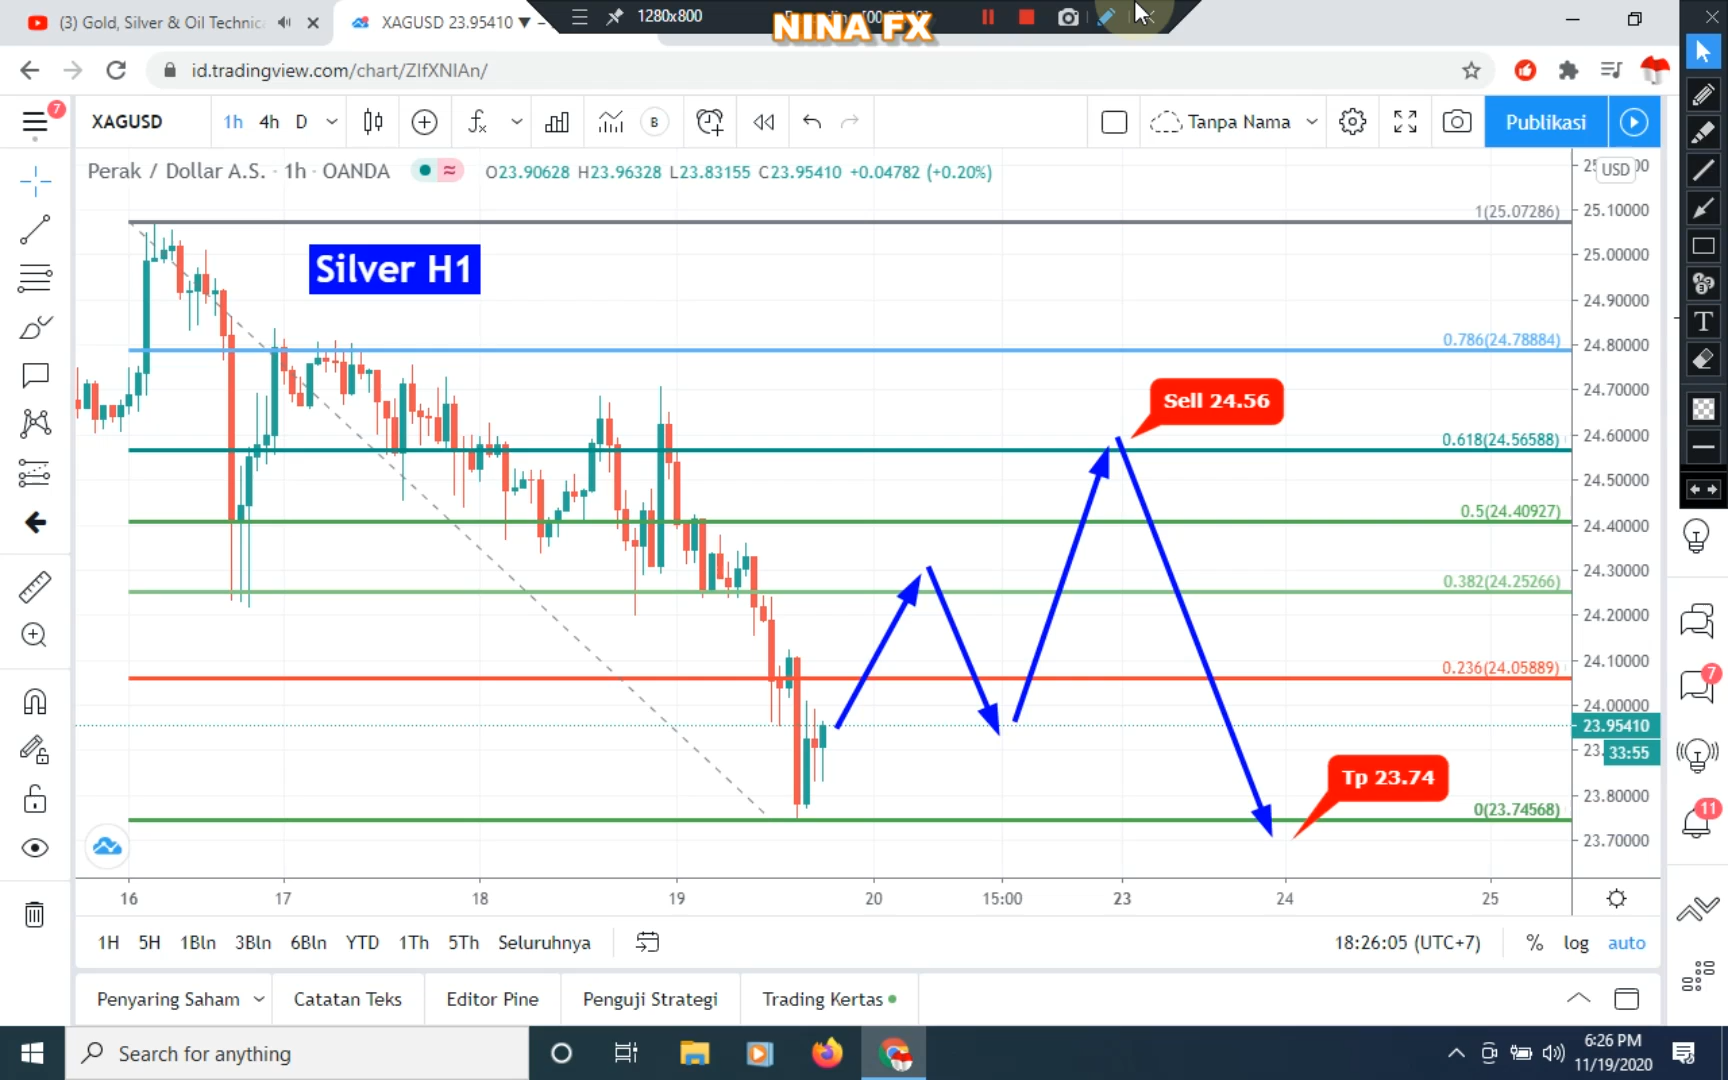 (3) Gold, Silver & Oil Technic
XAGUSD 23.95410 ▼ −
1280x800
NINA FX
id.tradingview.com/chart/ZIfXNIAn/
7
XAGUSD
1h
4h
D
B
Tanpa Nama
Publikasi
Perak / Dollar A.S. · 1h · OANDA
O23.90628 H23.96328 L23.83155 C23.95410 +0.04782 (+0.20%)
USD
1(25.07286)
25.10000
Silver H1
25.00000
24.90000
0.786(24.78884)
24.80000
24.70000
Sell 24.56
0.618(24.56588)
24.60000
24.50000
0.5(24.40927)
24.40000
0.382(24.25266)
24.30000
24.20000
0.236(24.05889)
24.10000
24.00000
23.95410
33:55
Tp 23.74
23.80000
0(23.74568)
23.70000
7
11
16
17
18
19
20
15:00
23
24
25
1H
5H
1Bln
3Bln
6Bln
YTD
1Th
5Th
Seluruhnya
18:26:05 (UTC+7)
%
log
auto
Penyaring Saham
Catatan Teks
Editor Pine
Penguji Strategi
Trading Kertas
Search for anything
6:26 PM
11/19/2020